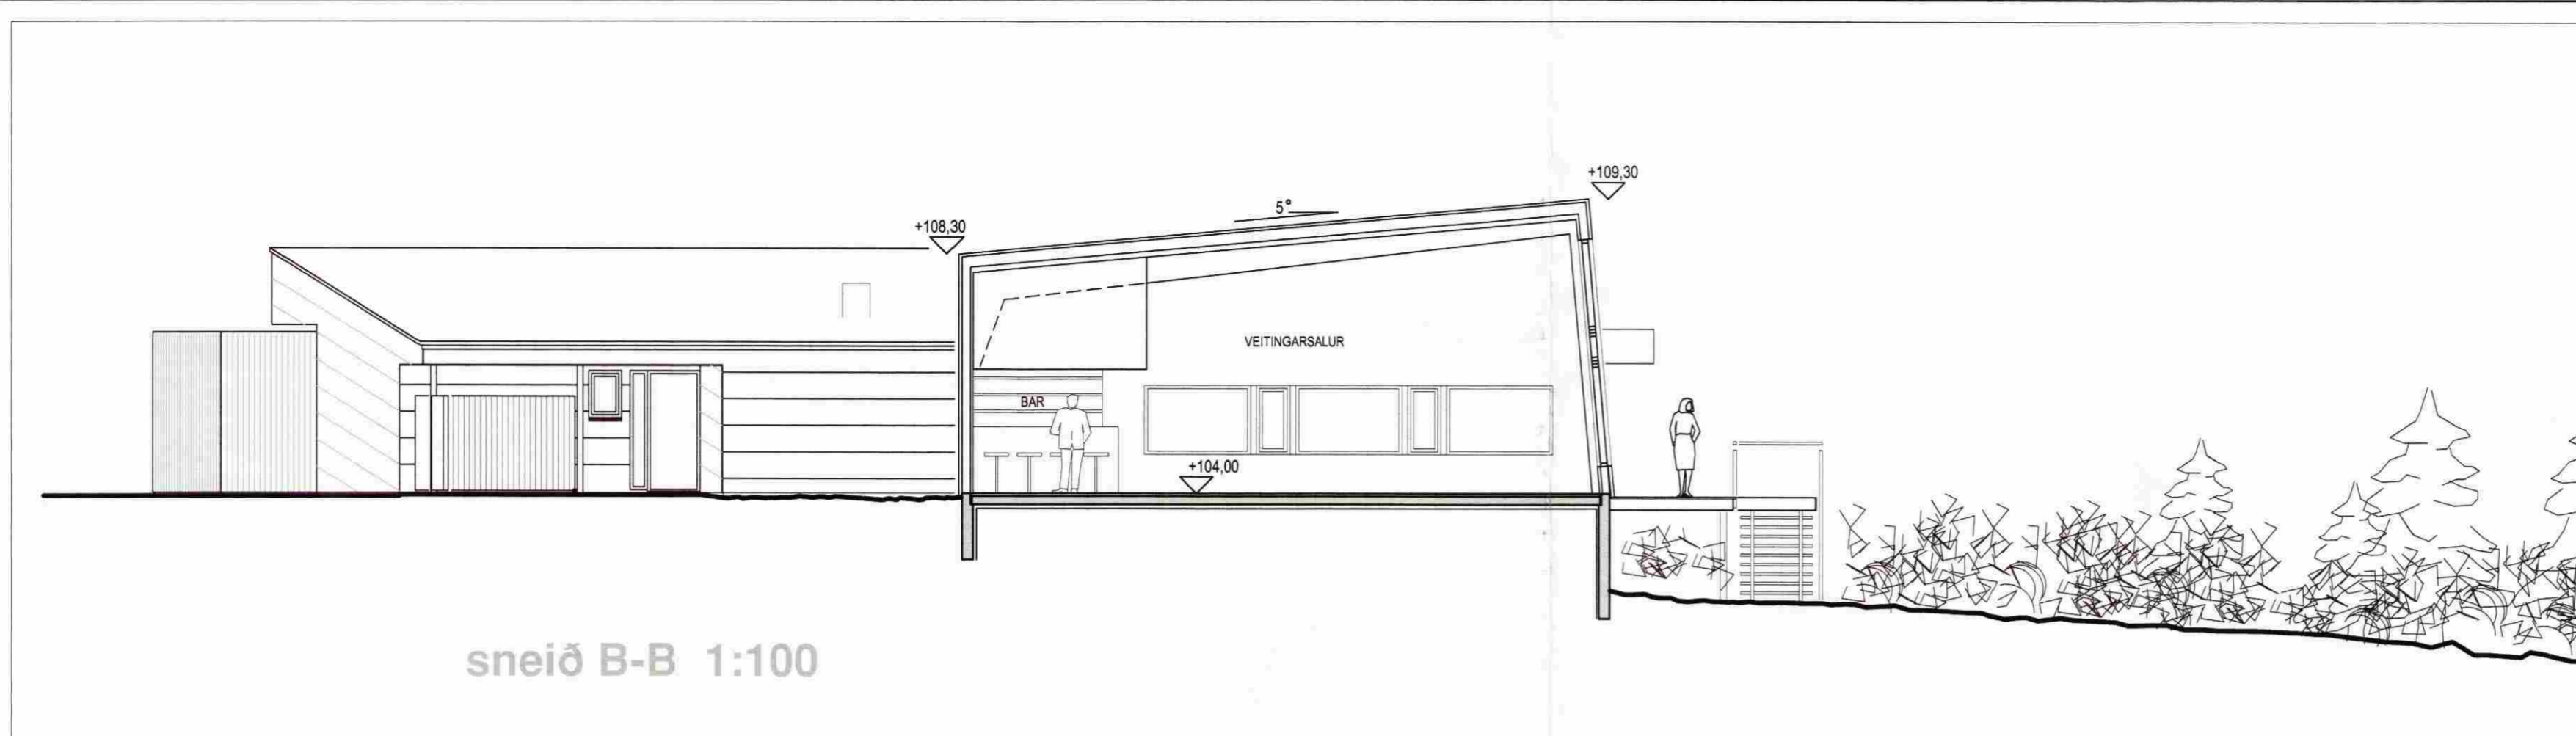 +109,30
5°
+108,30
VEITINGARSALUR
BAR
+104,00
sneið B-B 1:100